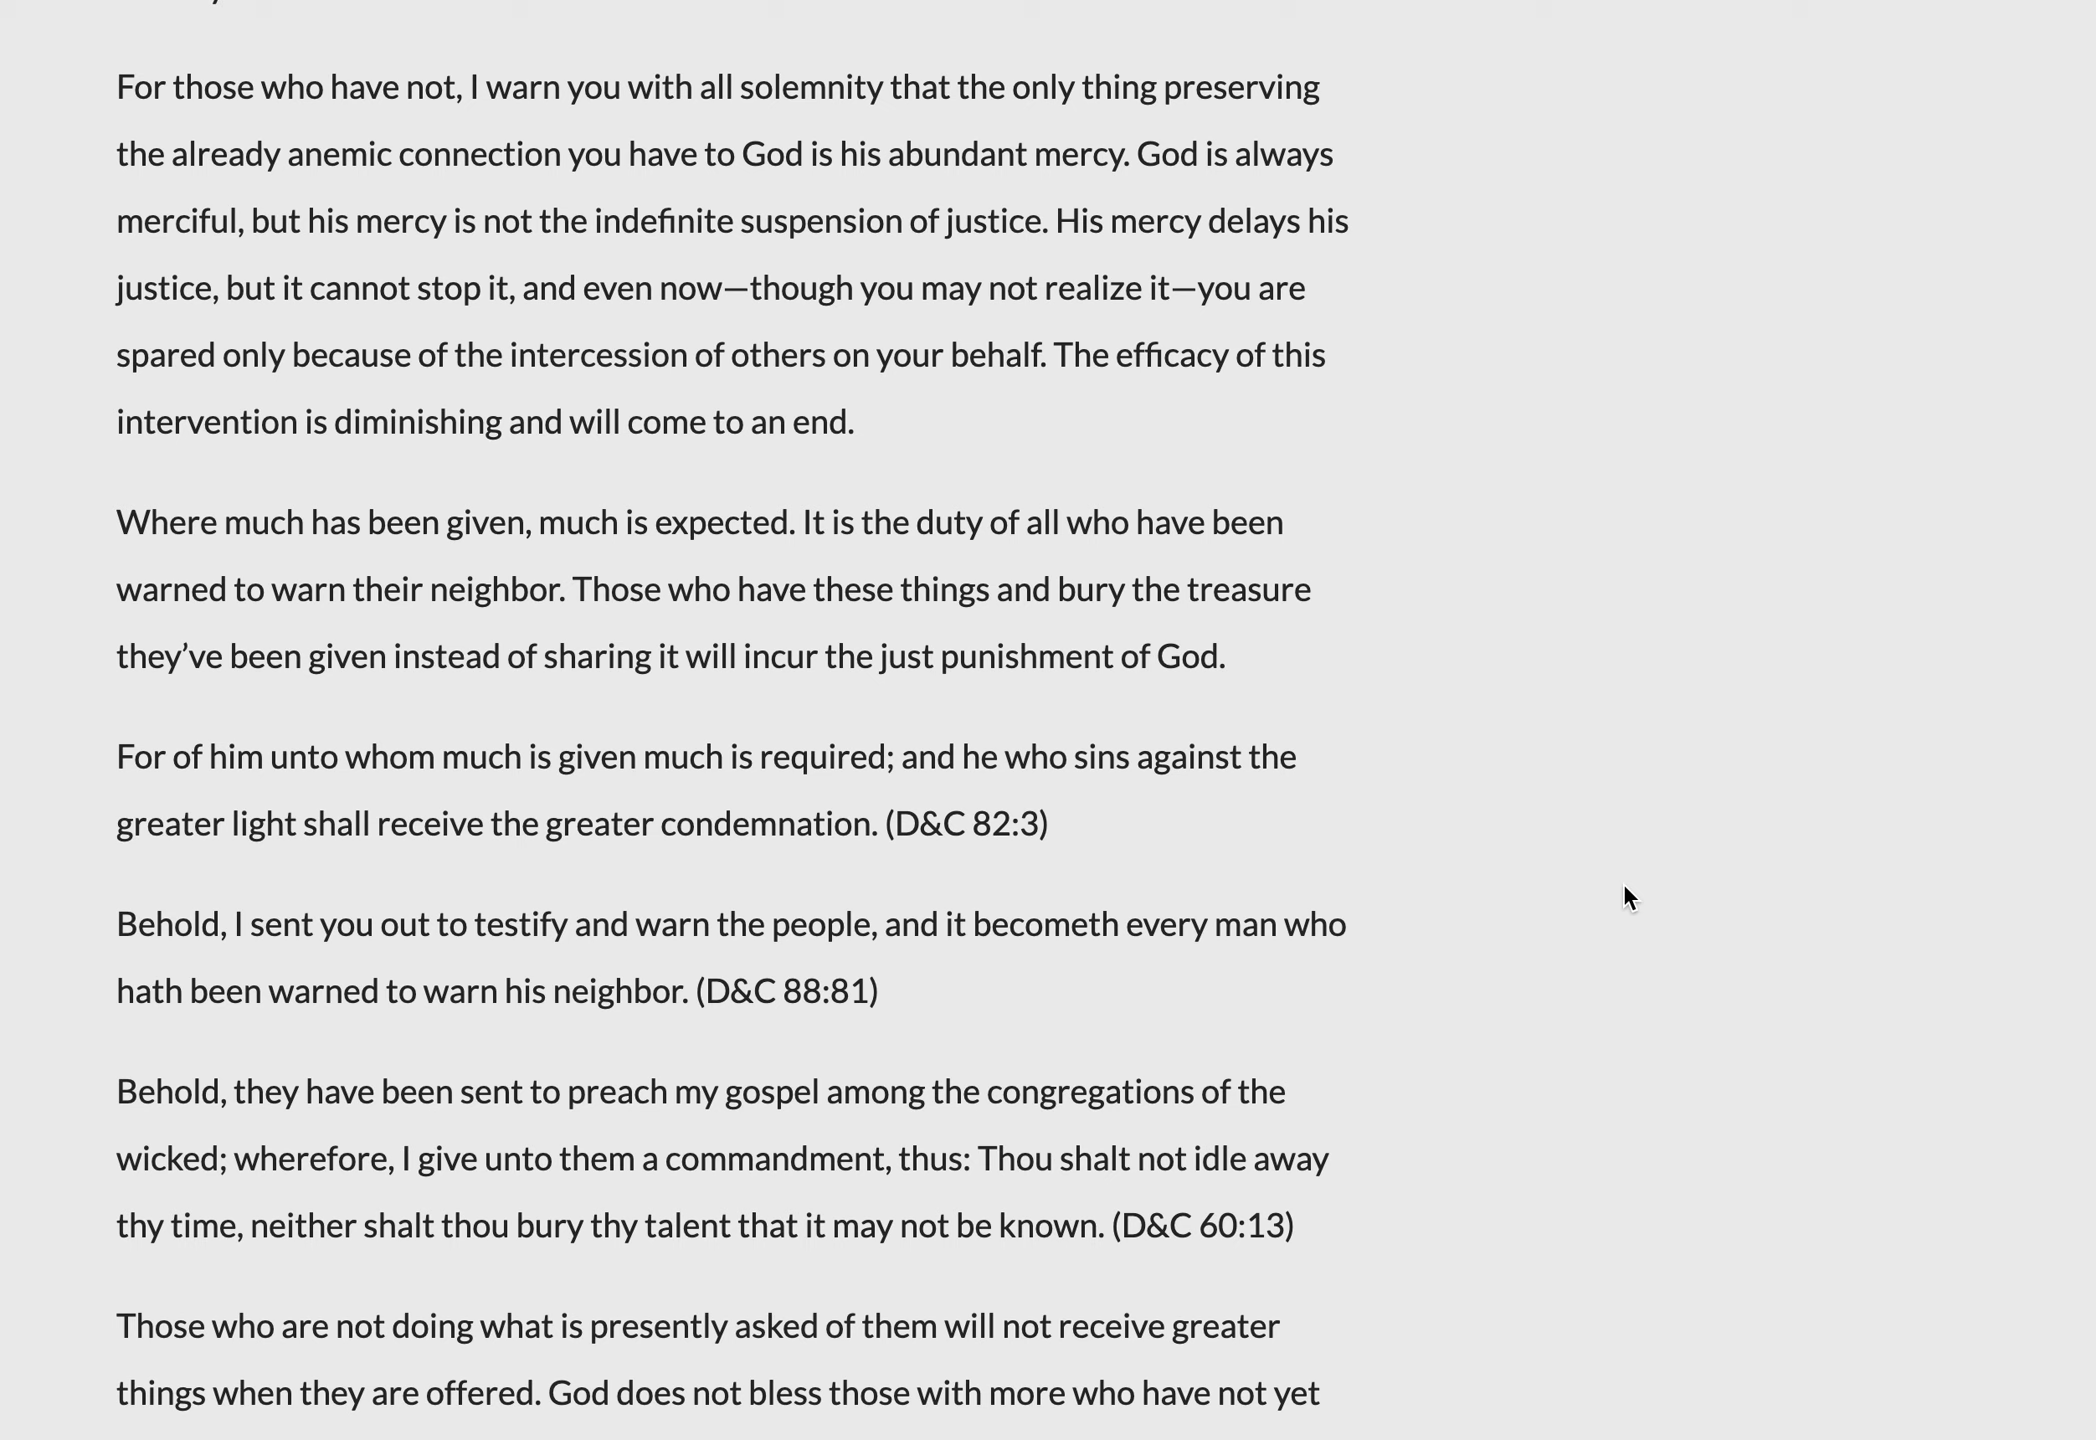 For those who have not, I warn you with all solemnity that the only thing preserving
the already anemic connection you have to God is his abundant mercy. God is always
merciful, but his mercy is not the indefinite suspension of justice. His mercy delays his
justice, but it cannot stop it, and even now—though you may not realize it—you are
spared only because of the intercession of others on your behalf. The efficacy of this
intervention is diminishing and will come to an end.
Where much has been given, much is expected. It is the duty of all who have been
warned to warn their neighbor. Those who have these things and bury the treasure
they’ve been given instead of sharing it will incur the just punishment of God.
For of him unto whom much is given much is required; and he who sins against the
greater light shall receive the greater condemnation. (D&C 82:3)
Behold, I sent you out to testify and warn the people, and it becometh every man who
hath been warned to warn his neighbor. (D&C 88:81)
Behold, they have been sent to preach my gospel among the congregations of the
wicked; wherefore, I give unto them a commandment, thus: Thou shalt not idle away
thy time, neither shalt thou bury thy talent that it may not be known. (D&C 60:13)
Those who are not doing what is presently asked of them will not receive greater
things when they are offered. God does not bless those with more who have not yet